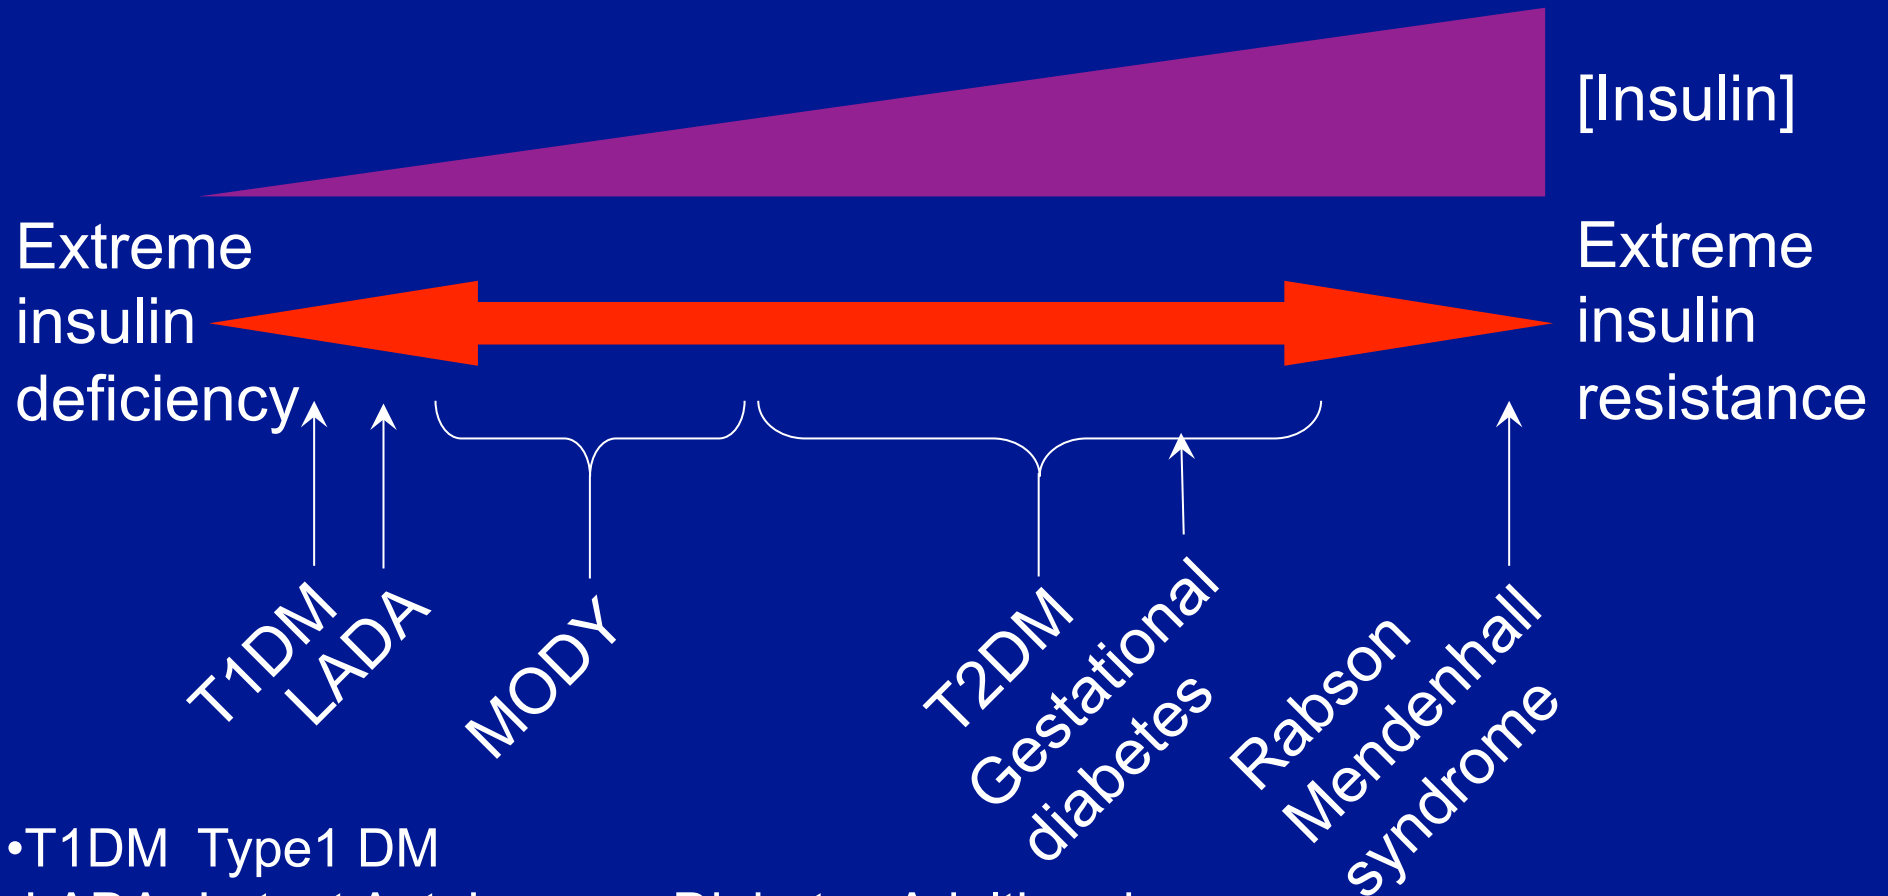 [Insulin]
Extreme
insulin
deficiency
Extreme
insulin
resistance
T1DM
LADA
MODY
T2DM
Gestational
diabetes
Rabson
Mendenhall
syndrome
•T1DM Type1 DM